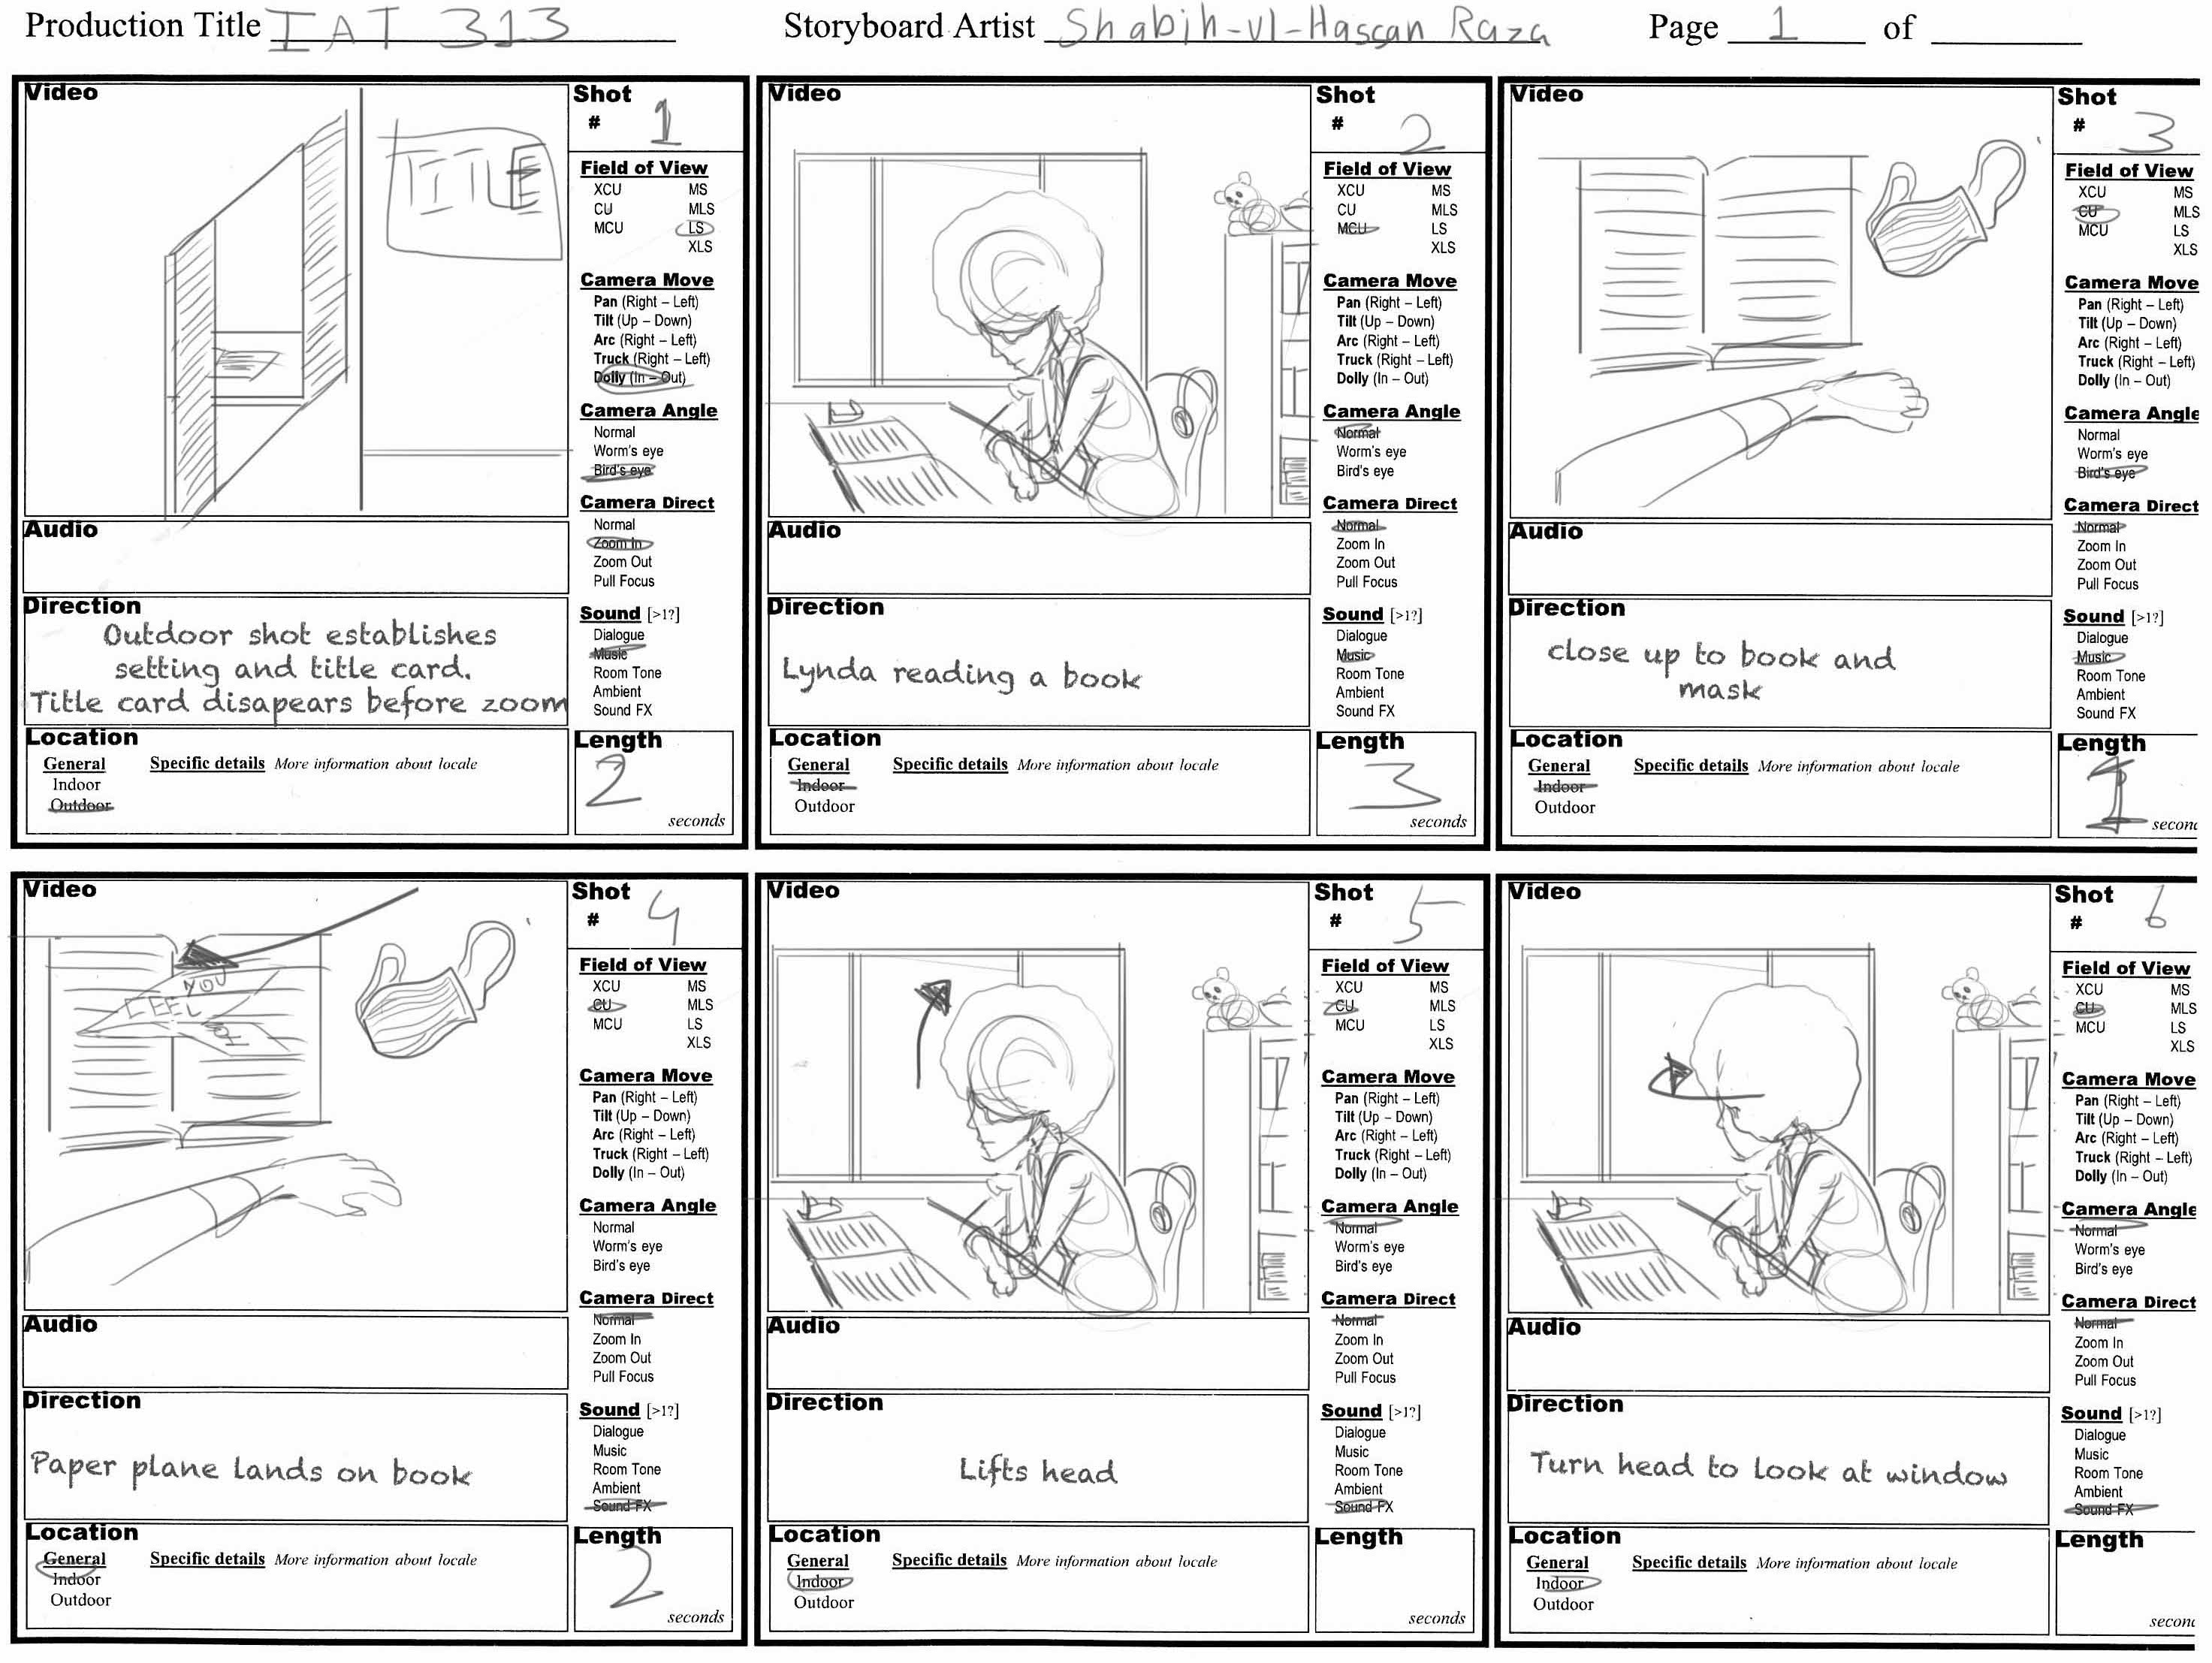 Production Title IAT 313 Storyboard Artist Shabih-ul-Hassan Raza Page 1 of
Video
TITLE
Shot
# 1
Field of View
XCU MS
CU MLS
MCU LS
XLS
Camera Move
Pan (Right – Left)
Tilt (Up – Down)
Arc (Right – Left)
Truck (Right – Left)
Dolly (In – Out)
Camera Angle
Normal
Worm's eye
Bird's eye
Camera Direct
Normal
Zoom In
Zoom Out
Pull Focus
Sound [>1?]
Dialogue
Music
Room Tone
Ambient
Sound FX
Audio
Direction
Outdoor shot establishes
setting and title card.
Title card disapears before zoom
Location
General Specific details More information about locale
Indoor
Outdoor
Length
2
seconds
Video
Shot
# 2
Field of View
XCU MS
CU MLS
MCU LS
XLS
Camera Move
Pan (Right – Left)
Tilt (Up – Down)
Arc (Right – Left)
Truck (Right – Left)
Dolly (In – Out)
Camera Angle
Normal
Worm's eye
Bird's eye
Camera Direct
Normal
Zoom In
Zoom Out
Pull Focus
Sound [>1?]
Dialogue
Music
Room Tone
Ambient
Sound FX
Audio
Direction
Lynda reading a book
Location
General Specific details More information about locale
Indoor
Outdoor
Length
3
seconds
Video
Shot
# 3
Field of View
XCU MS
CU MLS
MCU LS
XLS
Camera Move
Pan (Right – Left)
Tilt (Up – Down)
Arc (Right – Left)
Truck (Right – Left)
Dolly (In – Out)
Camera Angle
Normal
Worm's eye
Bird's eye
Camera Direct
Normal
Zoom In
Zoom Out
Pull Focus
Sound [>1?]
Dialogue
Music
Room Tone
Ambient
Sound FX
Audio
Direction
close up to book and
mask
Location
General Specific details More information about locale
Indoor
Outdoor
Length
1
secon
Video
YOU
Shot
# 4
Field of View
XCU MS
CU MLS
MCU LS
XLS
Camera Move
Pan (Right – Left)
Tilt (Up – Down)
Arc (Right – Left)
Truck (Right – Left)
Dolly (In – Out)
Camera Angle
Normal
Worm's eye
Bird's eye
Camera Direct
Normal
Zoom In
Zoom Out
Pull Focus
Sound [>1?]
Dialogue
Music
Room Tone
Ambient
Sound FX
Audio
Direction
Paper plane lands on book
Location
General Specific details More information about locale
Indoor
Outdoor
Length
2
seconds
Video
Shot
# 5
Field of View
XCU MS
CU MLS
MCU LS
XLS
Camera Move
Pan (Right – Left)
Tilt (Up – Down)
Arc (Right – Left)
Truck (Right – Left)
Dolly (In – Out)
Camera Angle
Normal
Worm's eye
Bird's eye
Camera Direct
Normal
Zoom In
Zoom Out
Pull Focus
Sound [>1?]
Dialogue
Music
Room Tone
Ambient
Sound FX
Audio
Direction
Lifts head
Location
General Specific details More information about locale
Indoor
Outdoor
Length
seconds
Video
Shot
# 6
Field of View
XCU MS
CU MLS
MCU LS
XLS
Camera Move
Pan (Right – Left)
Tilt (Up – Down)
Arc (Right – Left)
Truck (Right – Left)
Dolly (In – Out)
Camera Angle
Normal
Worm's eye
Bird's eye
Camera Direct
Normal
Zoom In
Zoom Out
Pull Focus
Sound [>1?]
Dialogue
Music
Room Tone
Ambient
Sound FX
Audio
Direction
Turn head to look at window
Location
General Specific details More information about locale
Indoor
Outdoor
Length
secon